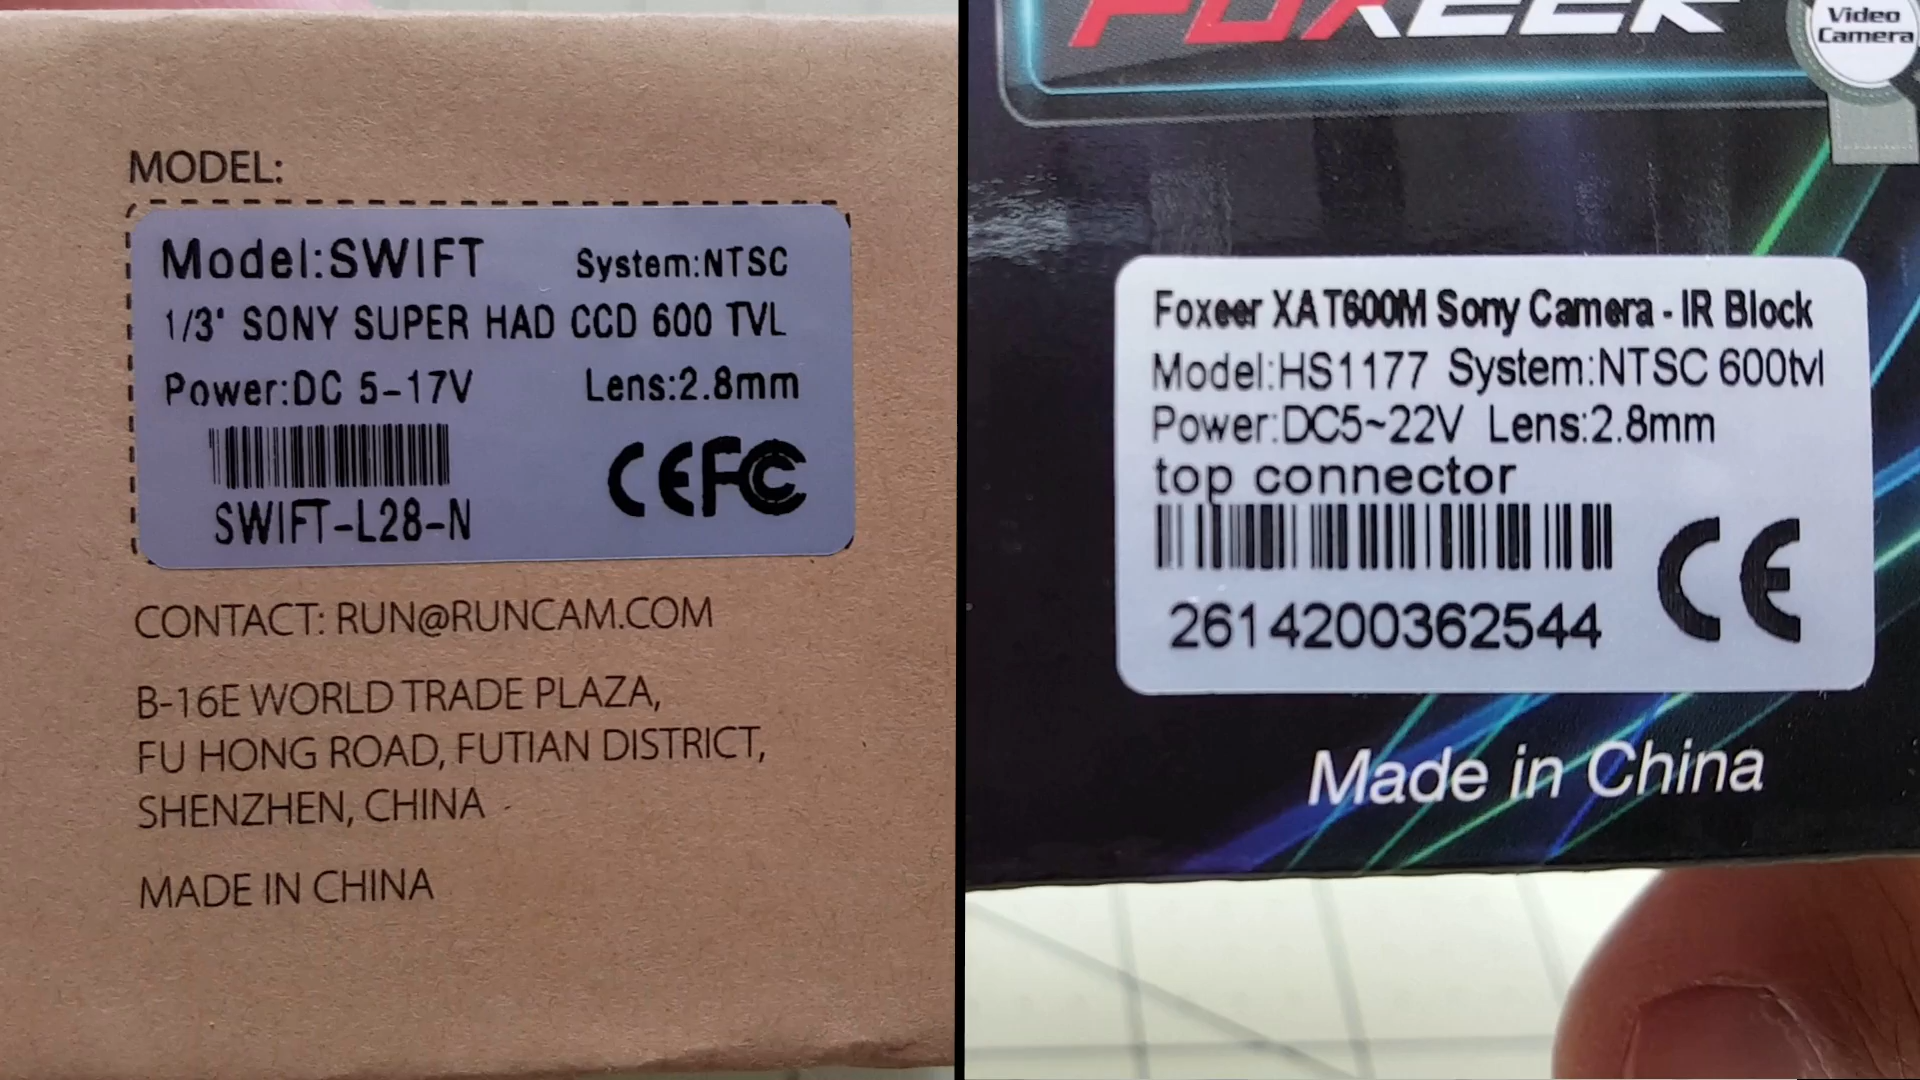 MODEL:
Model:SWIFT System:NTSC
1/3" SONY SUPER HAD CCD 600 TVL
Power:DC 5-17V Lens:2.8mm
SWIFT-L28-N
CE FC
CONTACT: RUN@RUNCAM.COM
B-16E WORLD TRADE PLAZA,
FU HONG ROAD, FUTIAN DISTRICT,
SHENZHEN, CHINA
MADE IN CHINA
FOXEER
Video
Camera
Foxeer XAT600M Sony Camera - IR Block
Model:HS1177 System:NTSC 600tvl
Power:DC5~22V Lens:2.8mm
top connector
2614200362544
CE
Made in China